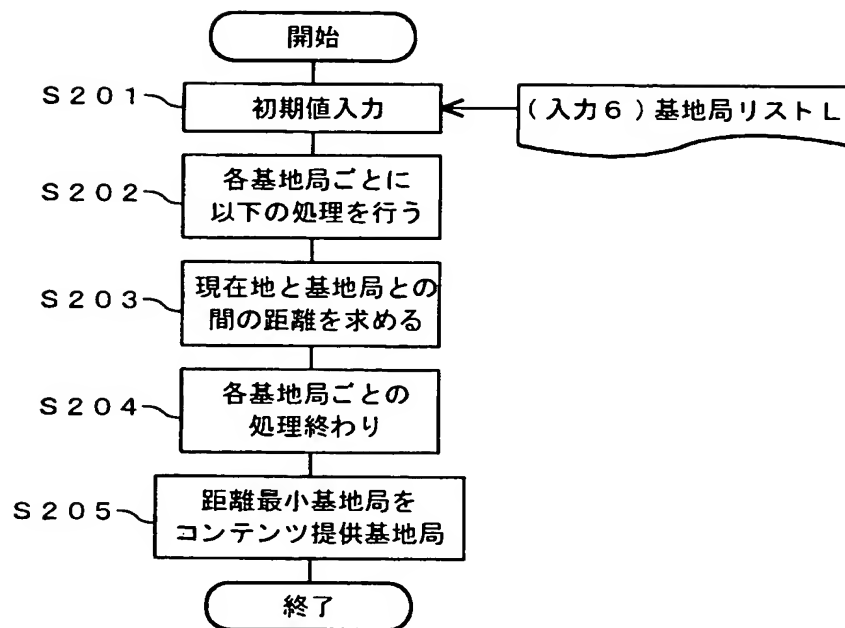 開始
S201
初期値入力
(入力6)基地局リストL
S202
各基地局ごとに
以下の処理を行う
S203
現在地と基地局との
間の距離を求める
S204
各基地局ごとの
処理終わり
S205
距離最小基地局を
コンテンツ提供基地局
終了